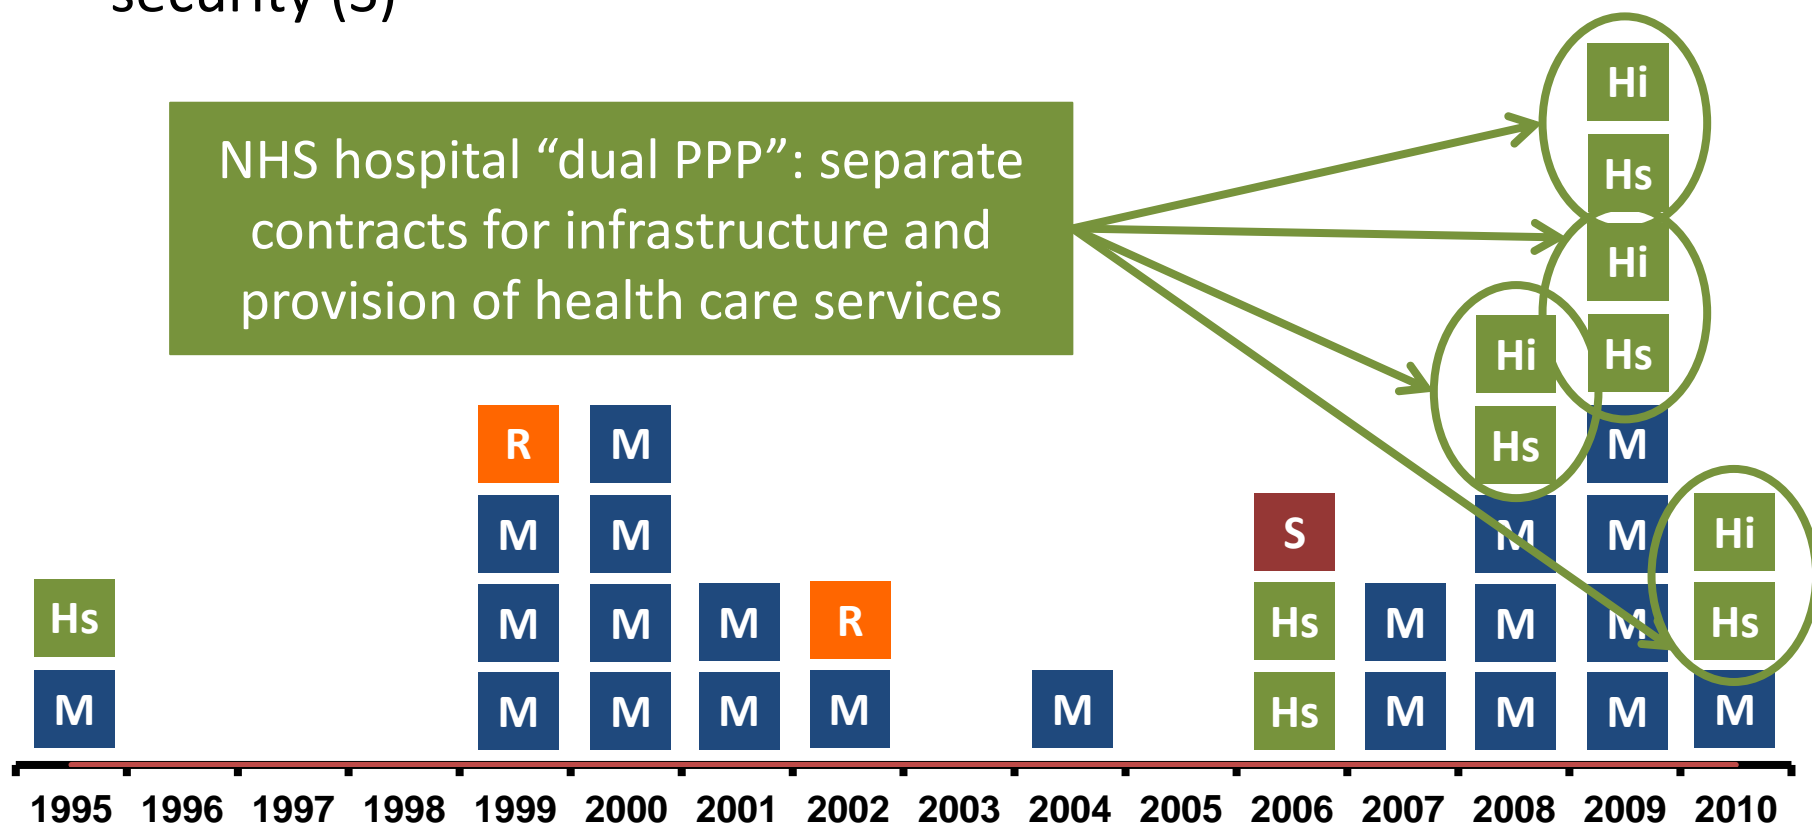 security (S)
NHS hospital “dual PPP”: separate
contracts for infrastructure and
provision of health care services
Hi
Hs
Hi
Hi Hs
R M Hs M
M M S M M Hi
Hs M M M R Hs M M M Hs
M M M M M M Hs M M M M
1995 1996 1997 1998 1999 2000 2001 2002 2003 2004 2005 2006 2007 2008 2009 2010